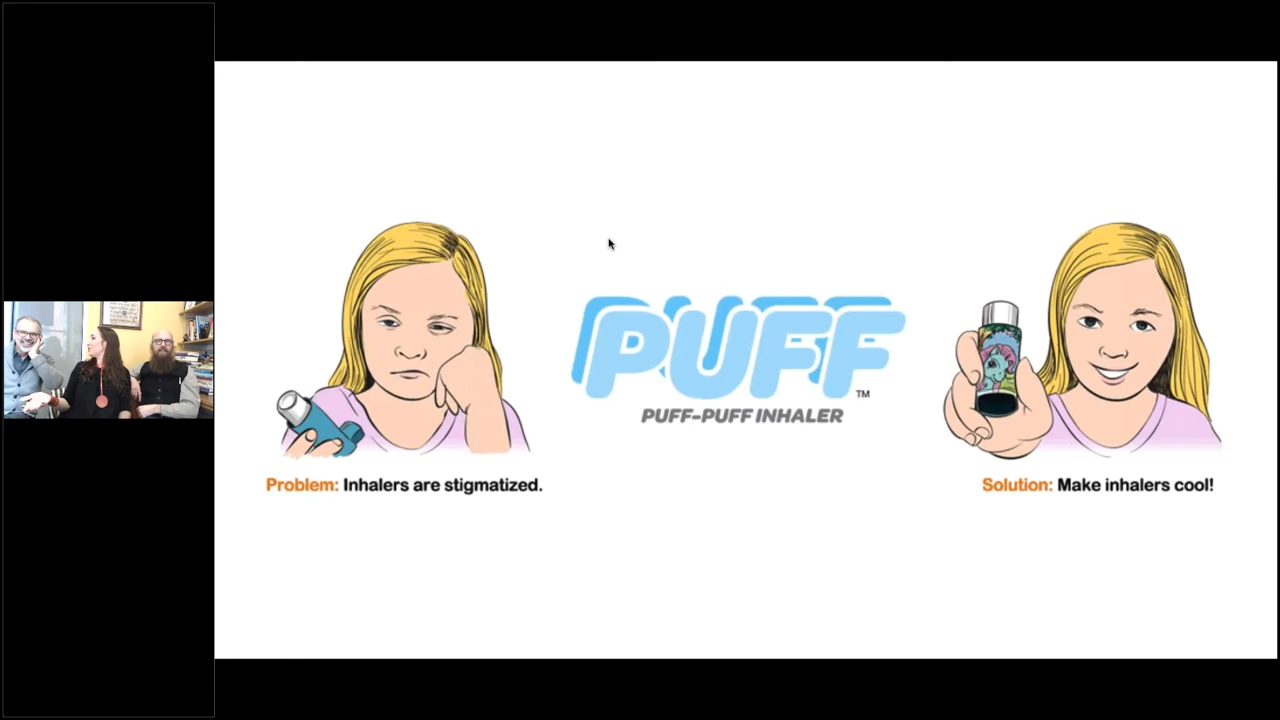 PUFF
TM
PUFF-PUFF INHALER
Problem: Inhalers are stigmatized.
Solution: Make inhalers cool!